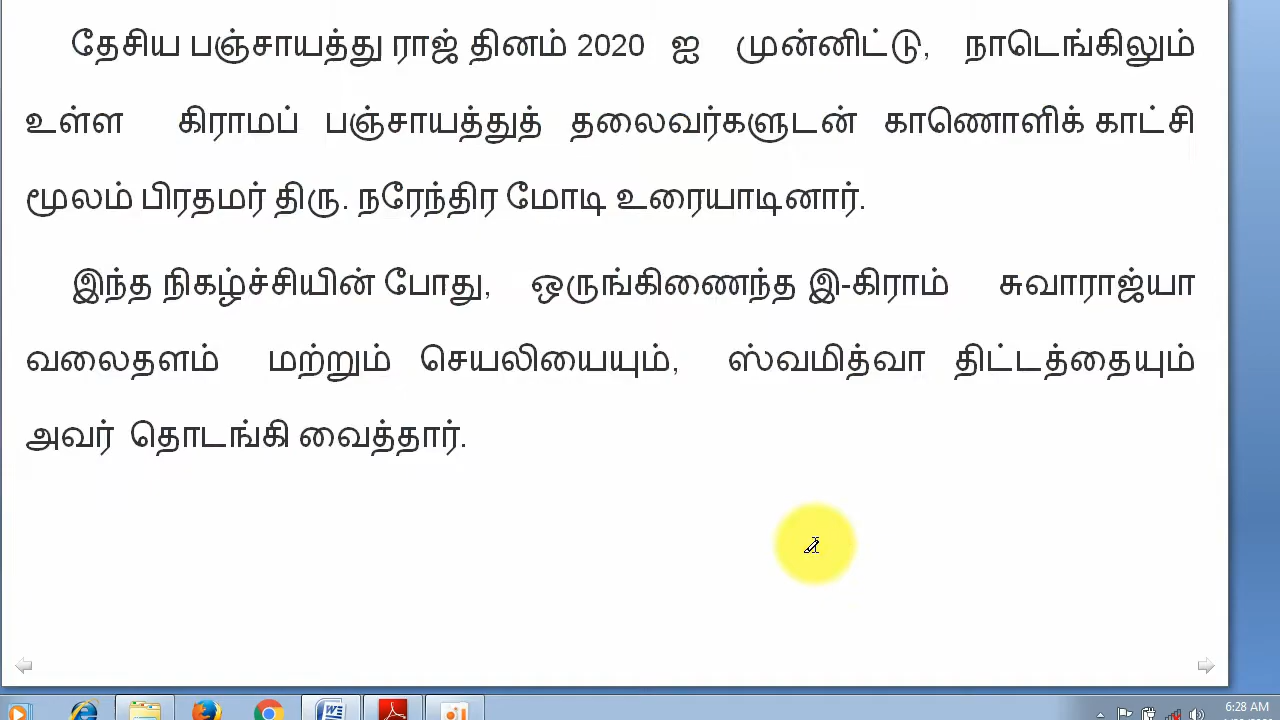 தேசிய பஞ்சாயத்து ராஜ் தினம் 2020 ஐ முன்னிட்டு, நாடெங்கிலும்
உள்ள கிராமப் பஞ்சாயத்துத் தலைவர்களுடன் காணொளிக் காட்சி
மூலம் பிரதமர் திரு. நரேந்திர மோடி உரையாடினார்.
இந்த நிகழ்ச்சியின் போது, ஒருங்கிணைந்த இ-கிராம் சுவாராஜ்யா
வலைதளம் மற்றும் செயலியையும், ஸ்வமித்வா திட்டத்தையும்
அவர் தொடங்கி வைத்தார்.
6:28 AM